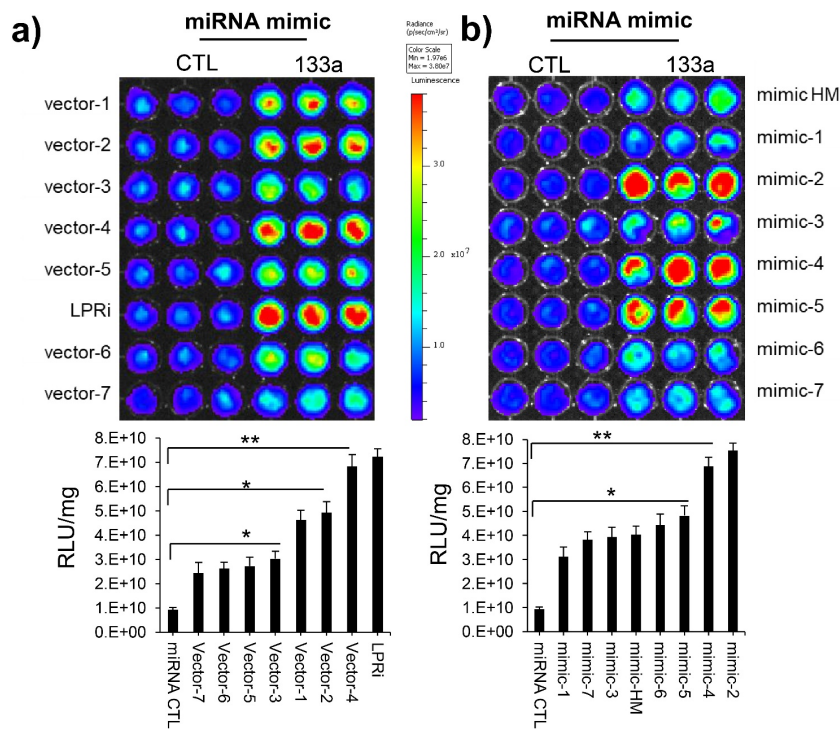 a)
miRNA mimic
CTL 133a
vector-1
vector-2
vector-3
vector-4
vector-5
LPRi
vector-6
vector-7
Radiance
(p/sec/cm²/sr)
Color Scale
Min = 1.97e6
Max = 3.80e7
Luminescence
3.0
2.0 x10⁷
1.0
b)
miRNA mimic
CTL 133a
mimic HM
mimic-1
mimic-2
mimic-3
mimic-4
mimic-5
mimic-6
mimic-7
RLU/mg
8.E+10
7.E+10
6.E+10
5.E+10
4.E+10
3.E+10
2.E+10
1.E+10
0.E+00
**
*
*
miRNA CTL
Vector-7
Vector-6
Vector-5
Vector-3
Vector-1
Vector-2
Vector-4
LPRi
RLU/mg
8.E+10
7.E+10
6.E+10
5.E+10
4.E+10
3.E+10
2.E+10
1.E+10
0.E+00
**
*
miRNA CTL
mimic-1
mimic-7
mimic-3
mimic-HM
mimic-6
mimic-5
mimic-4
mimic-2